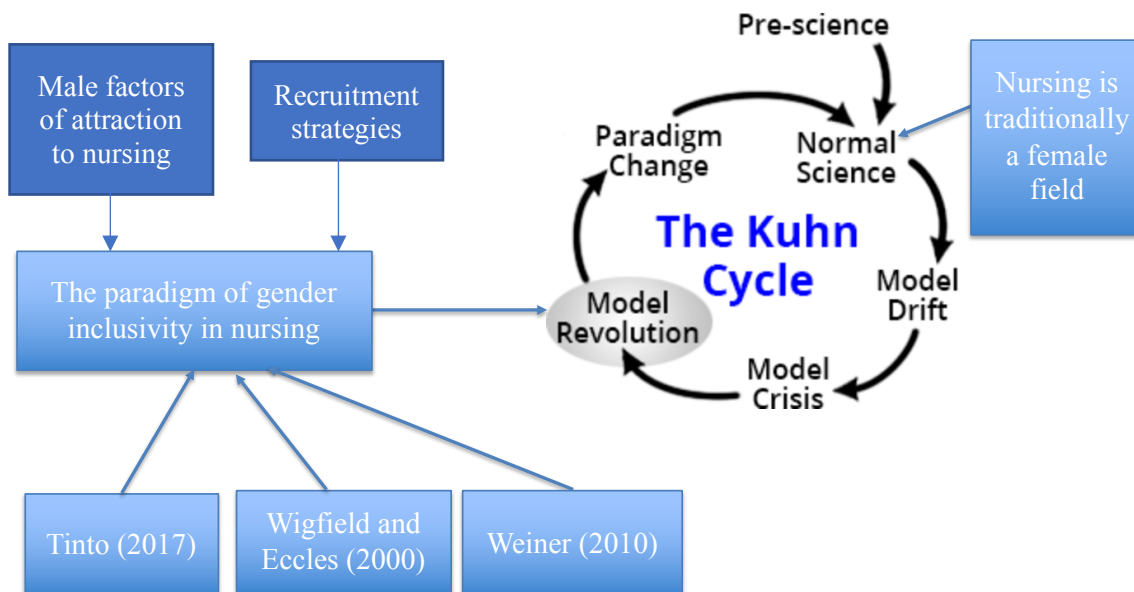 Male factors
of attraction
to nursing
Recruitment
strategies
The paradigm of gender
inclusivity in nursing
Tinto (2017)
Wigfield and
Eccles (2000)
Weiner (2010)
Pre-science
Normal
Science
Nursing is
traditionally
a female
field
Paradigm
Change
The Kuhn
Cycle
Model
Drift
Model
Revolution
Model
Crisis